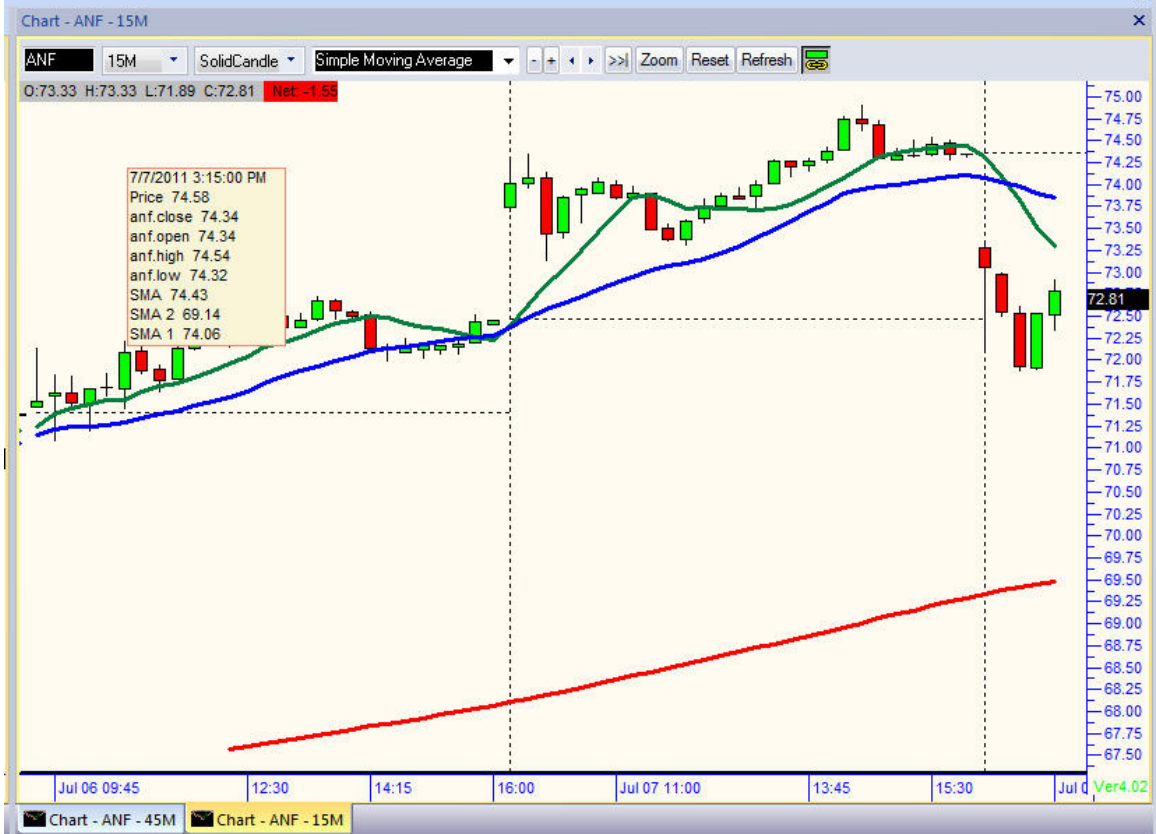 Chart - ANF - 15M
ANF 15M SolidCandle Simple Moving Average - + >>| Zoom Reset Refresh
O:73.33 H:73.33 L:71.89 C:72.81 Net: -1.55
7/7/2011 3:15:00 PM
Price 74.58
anf.close 74.34
anf.open 74.34
anf.high 74.54
anf.low 74.32
SMA 74.43
SMA 2 69.14
SMA 1 74.06
75.00
74.75
74.50
74.25
74.00
73.75
73.50
73.25
73.00
72.81
72.50
72.25
72.00
71.75
71.50
71.25
71.00
70.75
70.50
70.25
70.00
69.75
69.50
69.25
69.00
68.75
68.50
68.25
68.00
67.75
67.50
Jul 06 09:45 12:30 14:15 16:00 Jul 07 11:00 13:45 15:30 Jul Ver4.02
Chart - ANF - 45M Chart - ANF - 15M